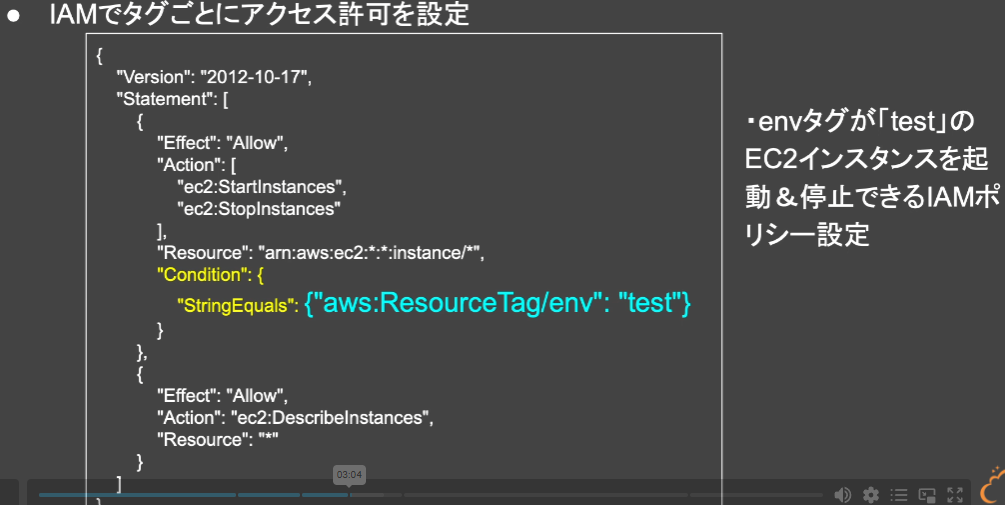 ● IAMでタグごとにアクセス許可を設定
{
"Version": "2012-10-17",
"Statement": [
{
"Effect": "Allow",
"Action": [
"ec2:StartInstances",
"ec2:StopInstances"
],
"Resource": "arn:aws:ec2:*:*:instance/*",
"Condition": {
"StringEquals": {"aws:ResourceTag/env": "test"}
}
},
{
"Effect": "Allow",
"Action": "ec2:DescribeInstances",
"Resource": "*"
}
]
}
・envタグが「test」の
EC2インスタンスを起
動＆停止できるIAMポ
リシー設定
03:04